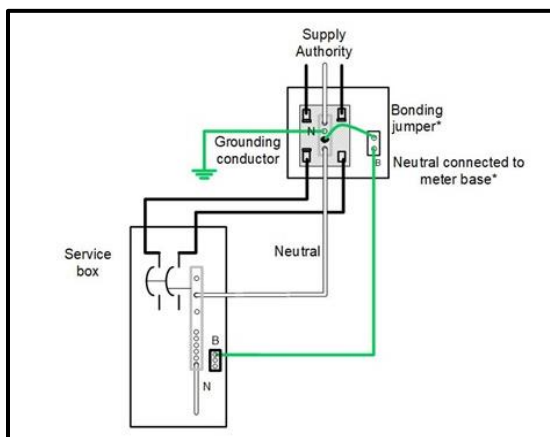 Supply
Authority
Bonding
jumper*
N
Grounding
conductor
B
Neutral connected to
meter base*
Service
box
Neutral
B
N